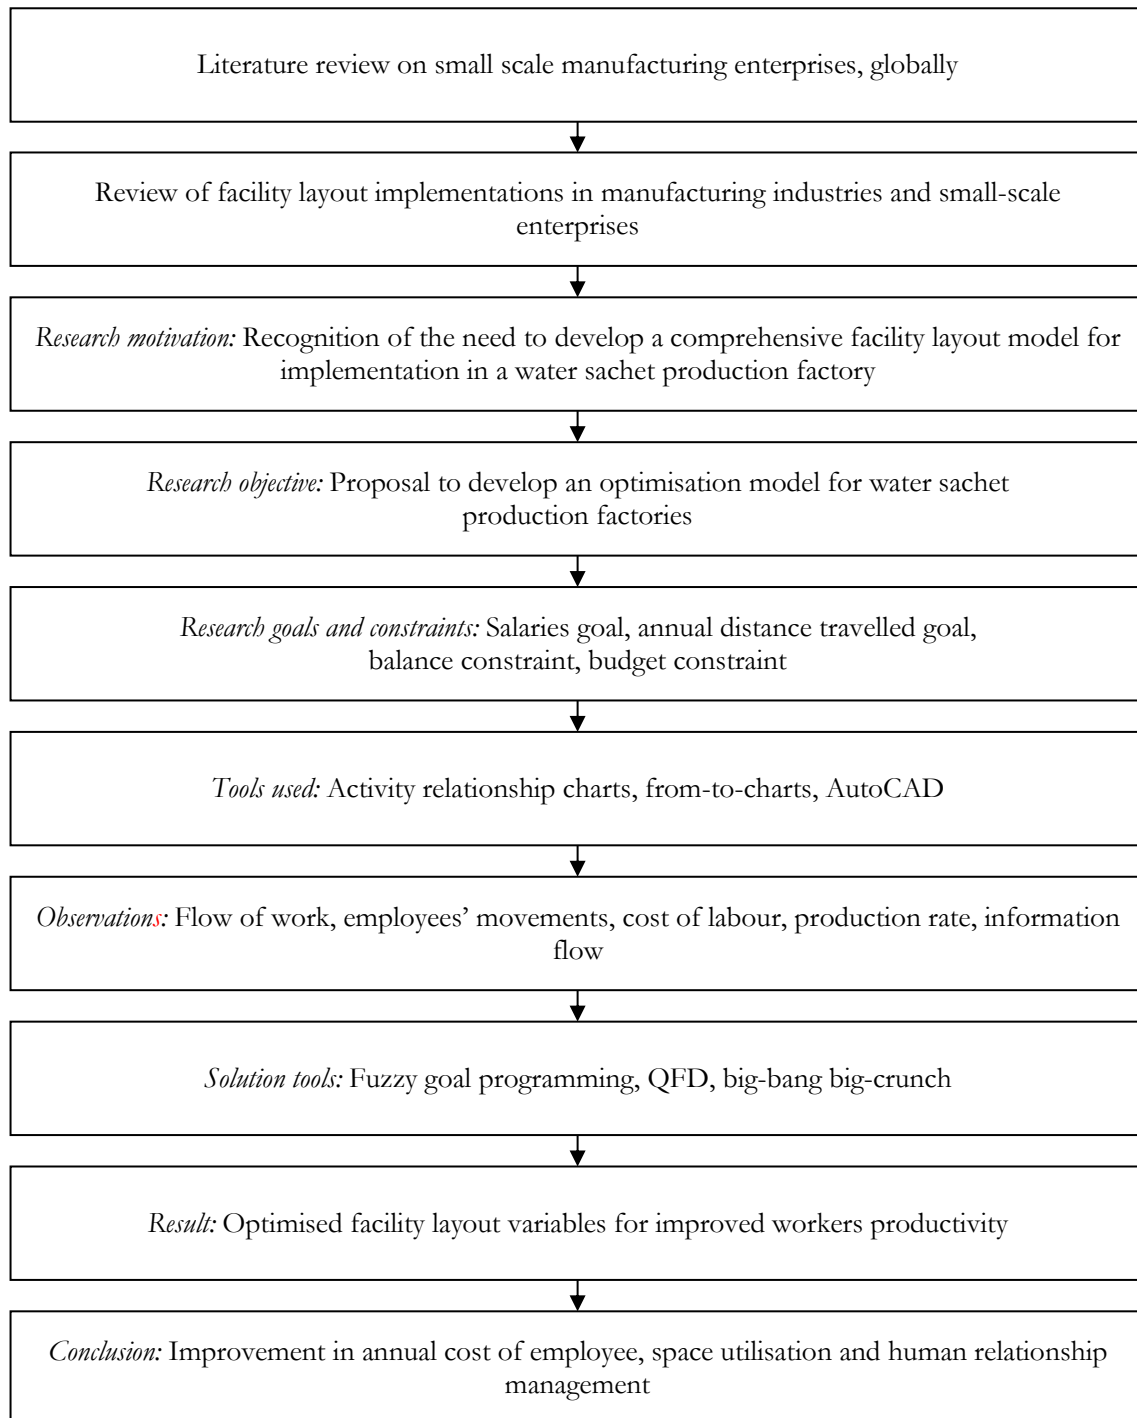 Literature review on small scale manufacturing enterprises, globally
Review of facility layout implementations in manufacturing industries and small-scale
enterprises
Research motivation: Recognition of the need to develop a comprehensive facility layout model for
implementation in a water sachet production factory
Research objective: Proposal to develop an optimisation model for water sachet
production factories
Research goals and constraints: Salaries goal, annual distance travelled goal,
balance constraint, budget constraint
Tools used: Activity relationship charts, from-to-charts, AutoCAD
Observations: Flow of work, employees’ movements, cost of labour, production rate, information
flow
Solution tools: Fuzzy goal programming, QFD, big-bang big-crunch
Result: Optimised facility layout variables for improved workers productivity
Conclusion: Improvement in annual cost of employee, space utilisation and human relationship
management